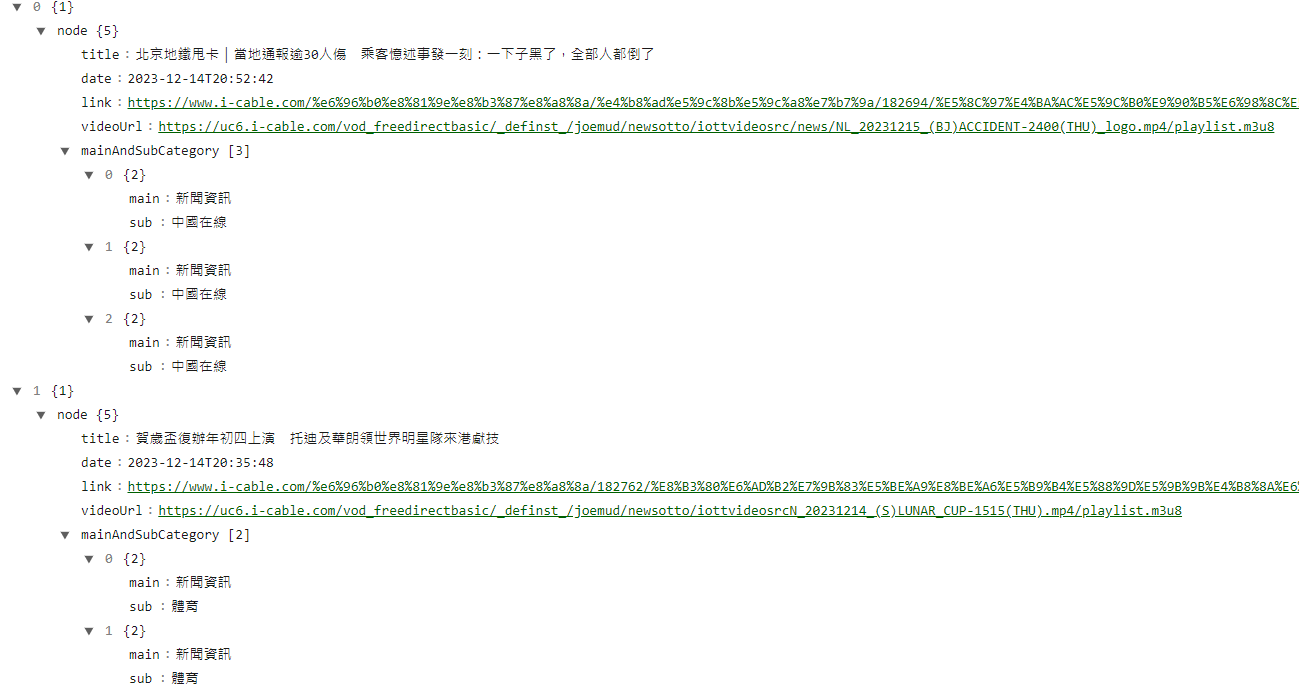 ▼ 0 {1}
▼ node {5}
title : 北京地鐵甩卡│當地通報逾30人傷　乘客憶述事發一刻：一下子黑了，全部人都倒了
date : 2023-12-14T20:52:42
link : https://www.i-cable.com/%e6%96%b0%e8%81%9e%e8%b3%87%e8%a8%8a/%e4%b8%ad%e5%9c%8b%e5%9c%a8%e7%b7%9a/182694/%E5%8C%97%E4%BA%AC%E5%9C%B0%E9%90%B5%E6%98%8C%E
videoUrl : https://uc6.i-cable.com/vod_freedirectbasic/_definst_/joemud/newsotto/iottvideosrc/news/NL_20231215_(BJ)ACCIDENT-2400(THU)_logo.mp4/playlist.m3u8
▼ mainAndSubCategory [3]
▼ 0 {2}
main : 新聞資訊
sub : 中國在線
▼ 1 {2}
main : 新聞資訊
sub : 中國在線
▼ 2 {2}
main : 新聞資訊
sub : 中國在線
▼ 1 {1}
▼ node {5}
title : 賀歲盃復辦年初四上演　托迪及華朗領世界明星隊來港獻技
date : 2023-12-14T20:35:48
link : https://www.i-cable.com/%e6%96%b0%e8%81%9e%e8%b3%87%e8%a8%8a/182762/%E8%B3%80%E6%AD%B2%E7%9B%83%E5%BE%A9%E8%BE%A6%E5%B9%B4%E5%88%9D%E5%9B%9B%E4%B8%8A%E6
videoUrl : https://uc6.i-cable.com/vod_freedirectbasic/_definst_/joemud/newsotto/iottvideosrcN_20231214_(S)LUNAR_CUP-1515(THU).mp4/playlist.m3u8
▼ mainAndSubCategory [2]
▼ 0 {2}
main : 新聞資訊
sub : 體育
▼ 1 {2}
main : 新聞資訊
sub : 體育